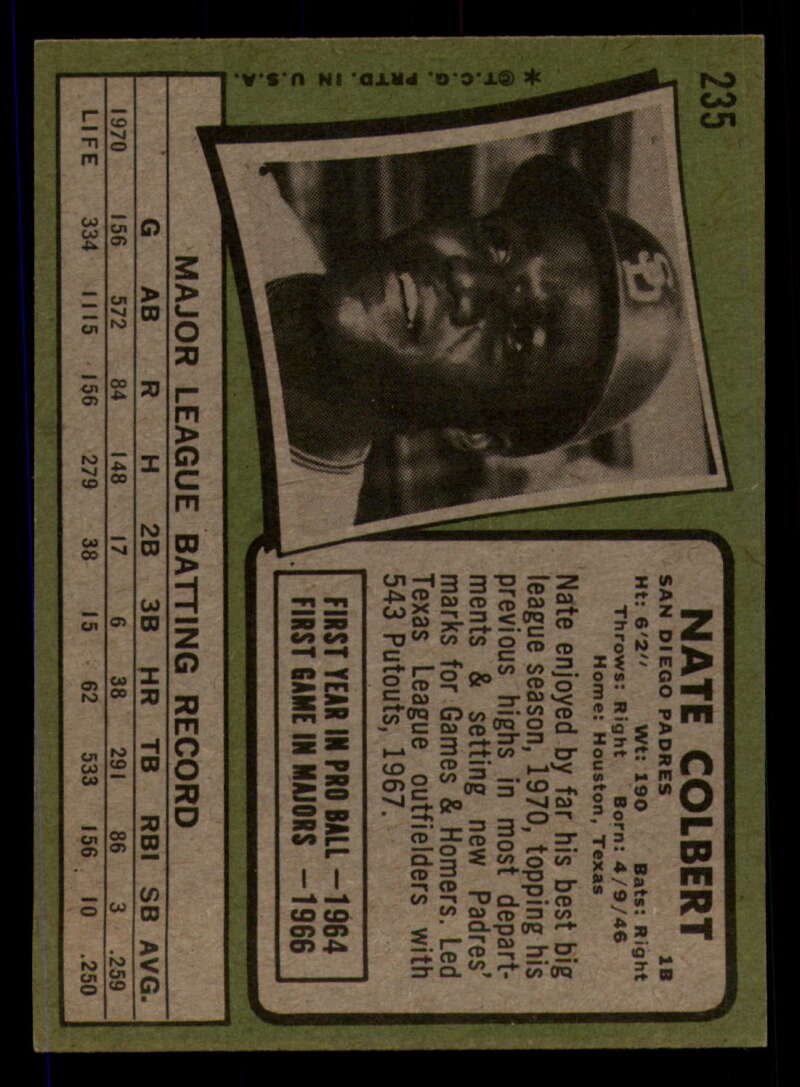 235
* ©T.C.G. PRTD. IN U.S.A.
SD
NATE COLBERT
SAN DIEGO PADRES 1B
Ht: 6'2" Wt: 190 Bats: Right
Throws: Right Born: 4/9/46
Home: Houston, Texas
Nate enjoyed by far his best big
league season, 1970, topping his
previous highs in most depart-
ments & setting new Padres'
marks for Games & Homers. Led
Texas League outfielders with
543 Putouts, 1967.
FIRST YEAR IN PRO BALL —1964
FIRST GAME IN MAJORS —1966
MAJOR LEAGUE BATTING RECORD
G AB R H 2B 3B HR TB RBI SB AVG.
1970 156 572 84 148 17 6 38 291 86 3 .259
LIFE 334 1115 156 279 38 15 62 533 156 10 .250